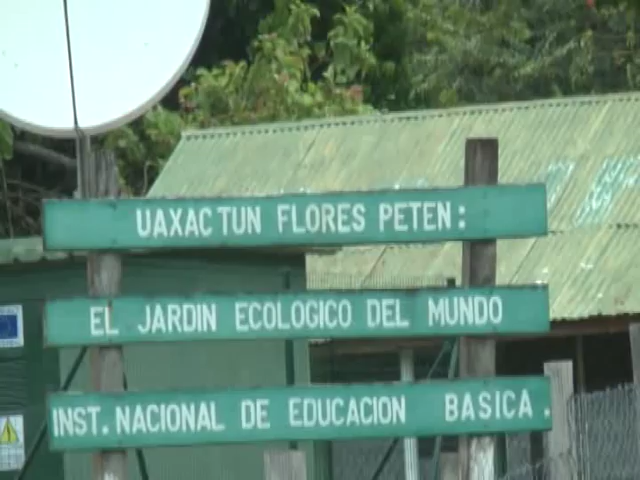 UAXACTUN FLORES PETEN:
EL JARDIN ECOLOGICO DEL MUNDO
INST. NACIONAL DE EDUCACION BASICA.